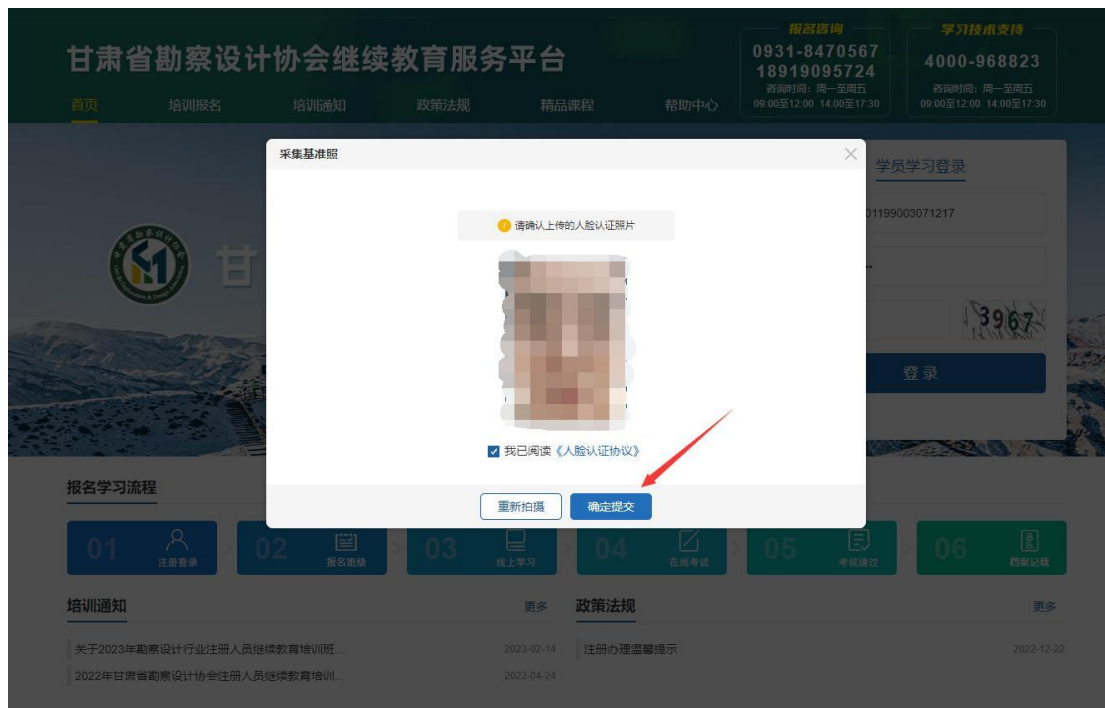 甘肃省勘察设计协会继续教育服务平台
报名咨询
0931-8470567
18919095724
咨询时间：周一至周五
09:00至12:00 14:00至17:30
学习技术支持
4000-968823
咨询时间：周一至周五
09:00至12:00 14:00至17:30
首页 培训报名 培训通知 政策法规 精品课程 帮助中心
采集基准照
学员学习登录
请确认上传的人脸认证照片
01199003071217
甘
3967
登录
我已阅读《人脸认证协议》
重新拍摄 确定提交
报名学习流程
01 注册登录
02 报名班级
03 线上学习
04 在线考试
05 考核通过
06 档案记载
培训通知 更多
关于2023年勘察设计行业注册人员继续教育培训班... 2023-02-14
2022年甘肃省勘察设计协会注册人员继续教育培训... 2022-04-24
政策法规 更多
注册办理温馨提示 2022-12-22